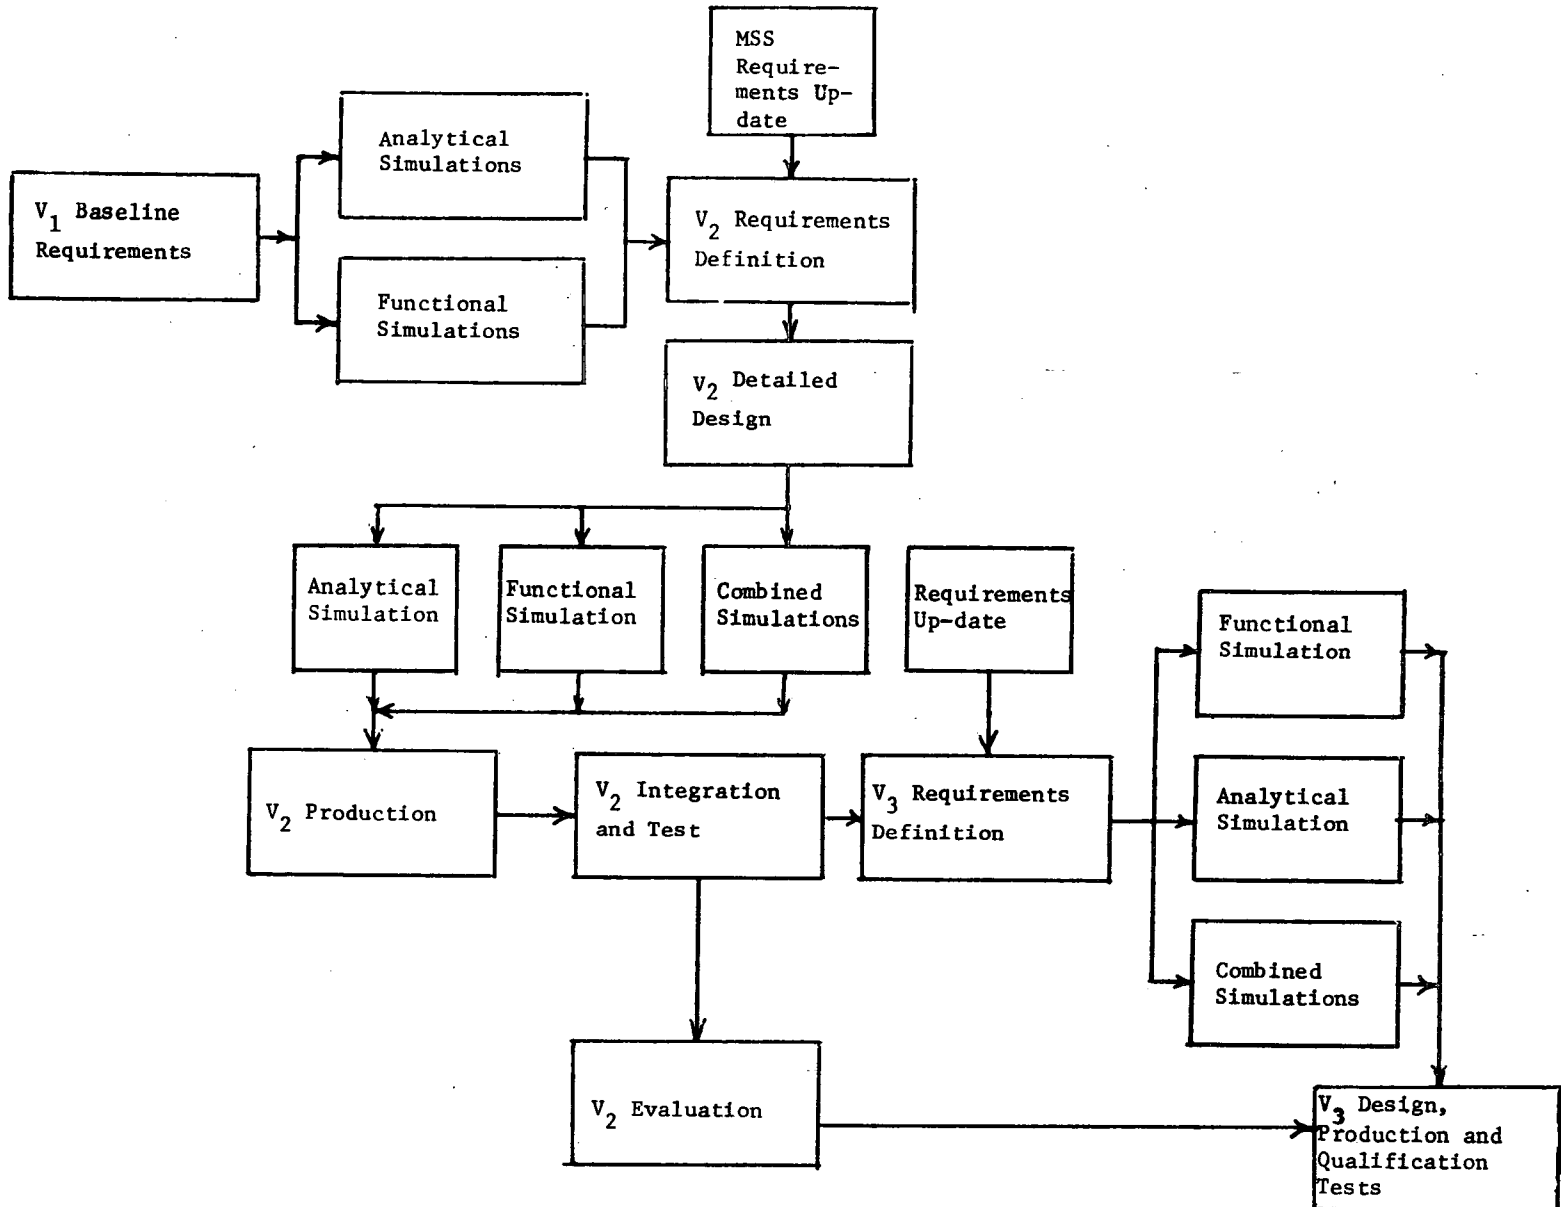 MSS
Require-
ments Up-
date
Analytical
Simulations
V1 Baseline
Requirements
Functional
Simulations
V2 Requirements
Definition
V2 Detailed
Design
Analytical
Simulation
Functional
Simulation
Combined
Simulations
Requirements
Up-date
Functional
Simulation
V2 Production
V2 Integration
and Test
V3 Requirements
Definition
Analytical
Simulation
Combined
Simulations
V2 Evaluation
V3 Design,
Production and
Qualification
Tests